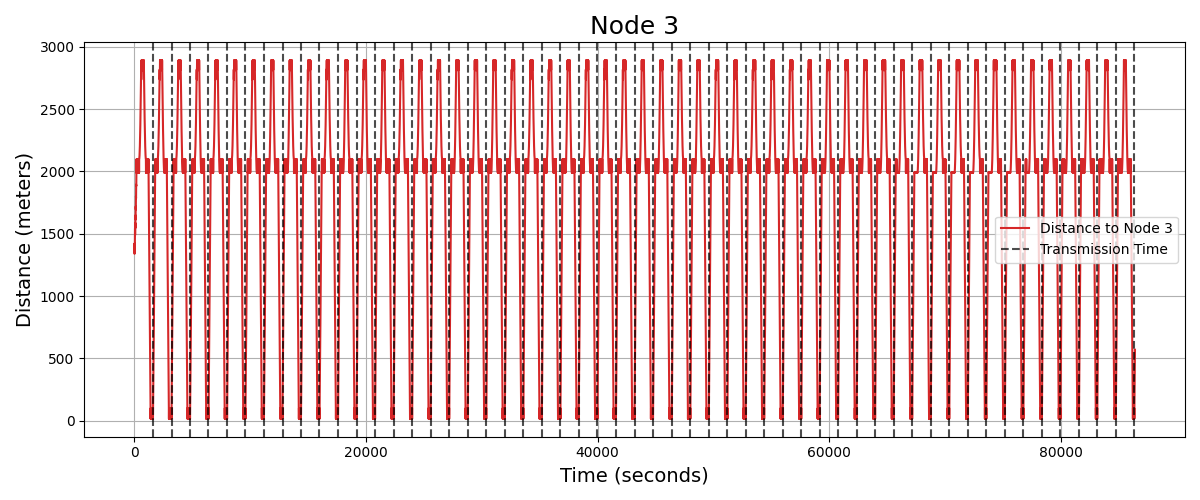 Node 3
Distance (meters)
3000
2500
2000
1500
1000
500
0
Distance to Node 3
Transmission Time
0 20000 40000 60000 80000
Time (seconds)